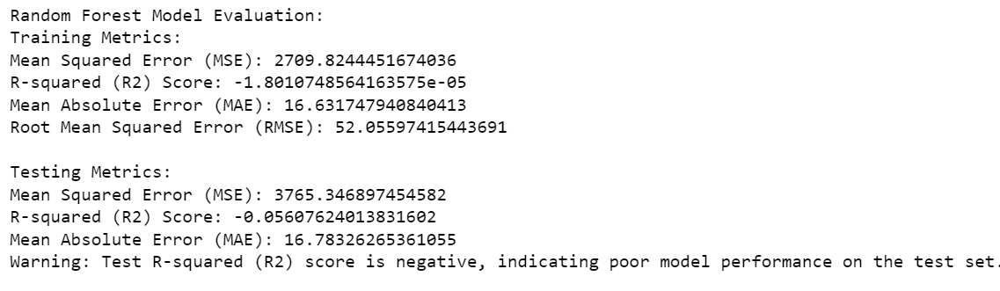 Random Forest Model Evaluation:
Training Metrics:
Mean Squared Error (MSE): 2709.8244451674036
R-squared (R2) Score: -1.8010748564163575e-05
Mean Absolute Error (MAE): 16.631747940840413
Root Mean Squared Error (RMSE): 52.05597415443691
Testing Metrics:
Mean Squared Error (MSE): 3765.346897454582
R-squared (R2) Score: -0.05607624013831602
Mean Absolute Error (MAE): 16.78326265361055
Warning: Test R-squared (R2) score is negative, indicating poor model performance on the test set.